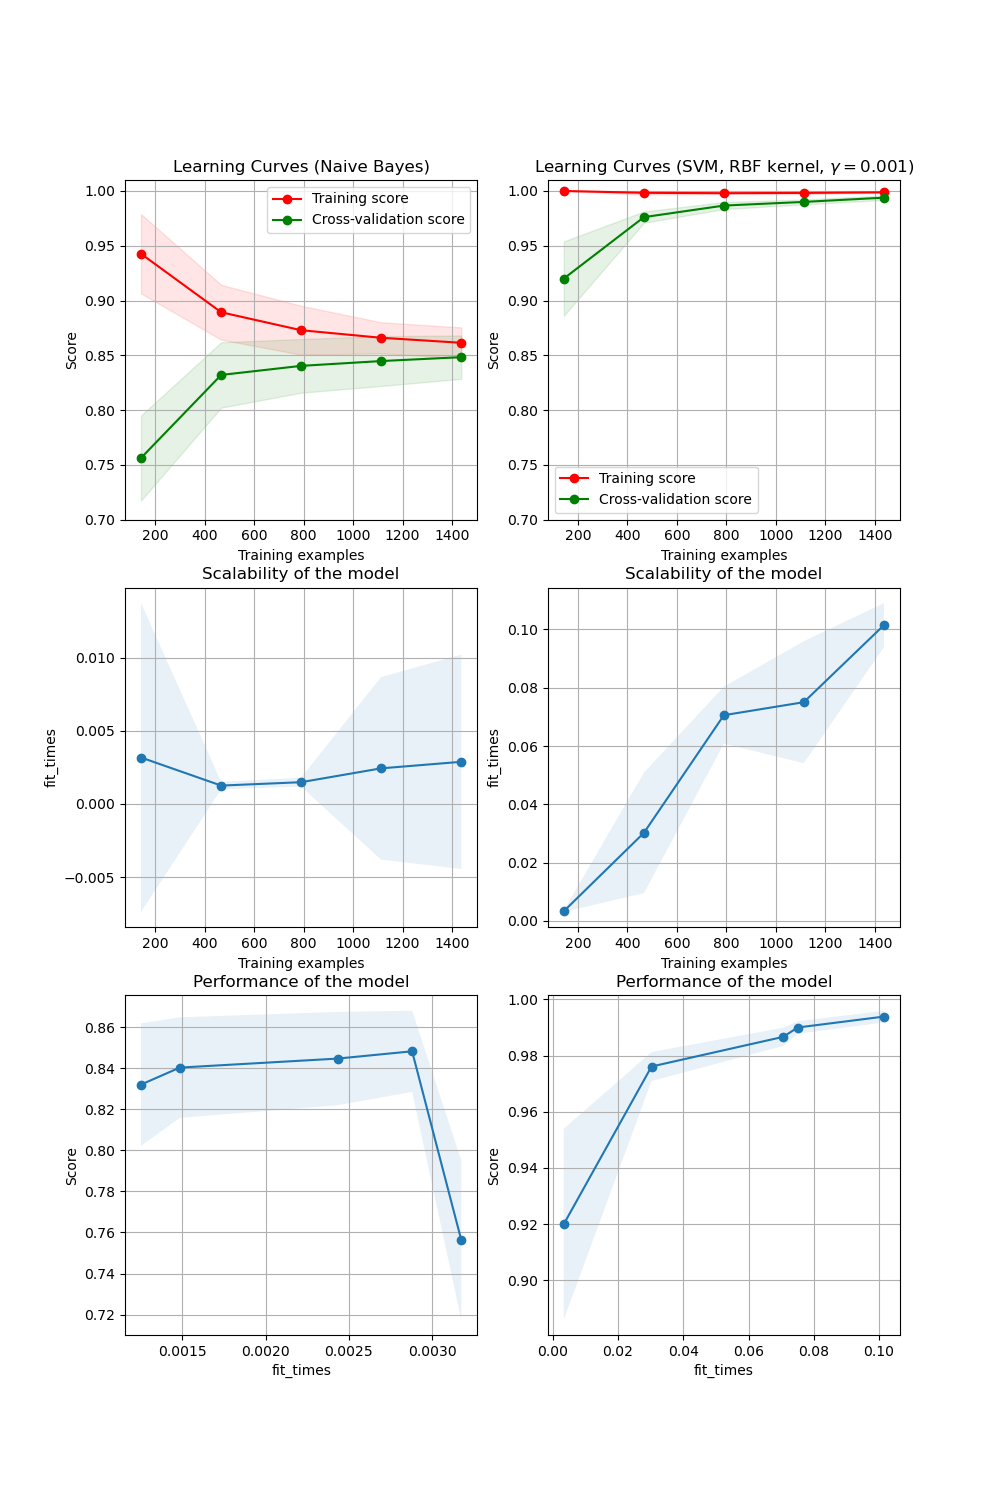 Learning Curves (Naive Bayes)
Score
1.00
0.95
0.90
0.85
0.80
0.75
0.70
Training score
Cross-validation score
200 400 600 800 1000 1200 1400
Training examples
Learning Curves (SVM, RBF kernel, γ = 0.001)
Score
1.00
0.95
0.90
0.85
0.80
0.75
0.70
Training score
Cross-validation score
200 400 600 800 1000 1200 1400
Training examples
Scalability of the model
fit_times
0.010
0.005
0.000
−0.005
200 400 600 800 1000 1200 1400
Training examples
Scalability of the model
fit_times
0.10
0.08
0.06
0.04
0.02
0.00
200 400 600 800 1000 1200 1400
Training examples
Performance of the model
Score
0.86
0.84
0.82
0.80
0.78
0.76
0.74
0.72
0.0015 0.0020 0.0025 0.0030
fit_times
Performance of the model
Score
1.00
0.98
0.96
0.94
0.92
0.90
0.00 0.02 0.04 0.06 0.08 0.10
fit_times